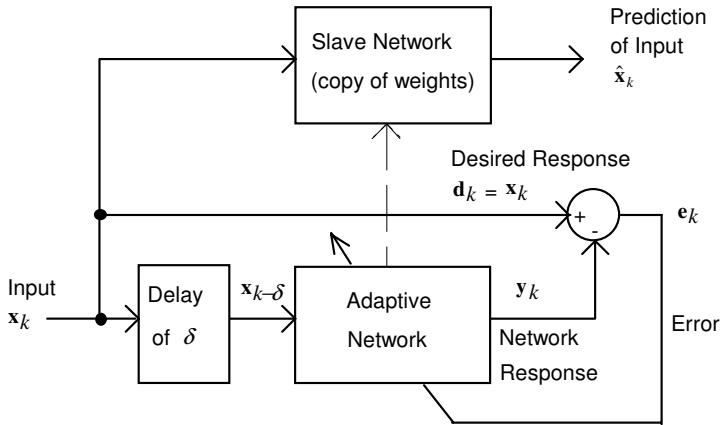 Slave Network
(copy of weights)
Prediction
of Input
x̂ₖ
Desired Response
dₖ = xₖ
+
-
eₖ
Input
xₖ
Delay
of δ
xₖ₋δ
Adaptive
Network
yₖ
Network
Response
Error